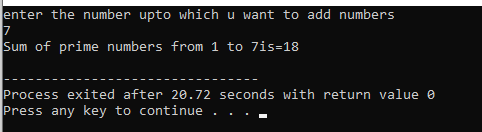 enter the number upto which u want to add numbers
7
Sum of prime numbers from 1 to 7is=18
--------------------------------
Process exited after 20.72 seconds with return value 0
Press any key to continue . . .